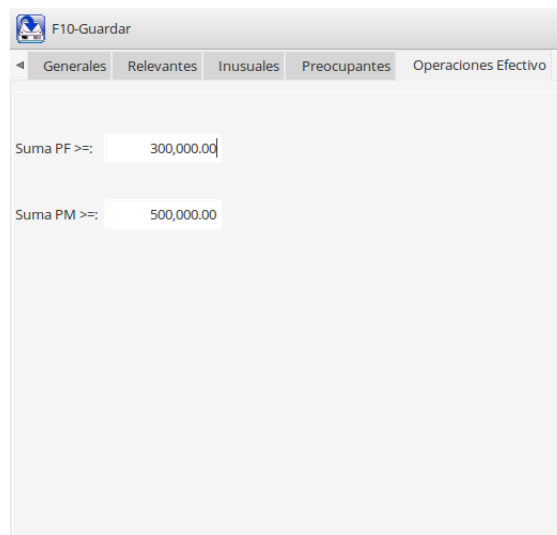 F10-Guardar
Generales Relevantes Inusuales Preocupantes Operaciones Efectivo
Suma PF >=: 300,000.00
Suma PM >=: 500,000.00